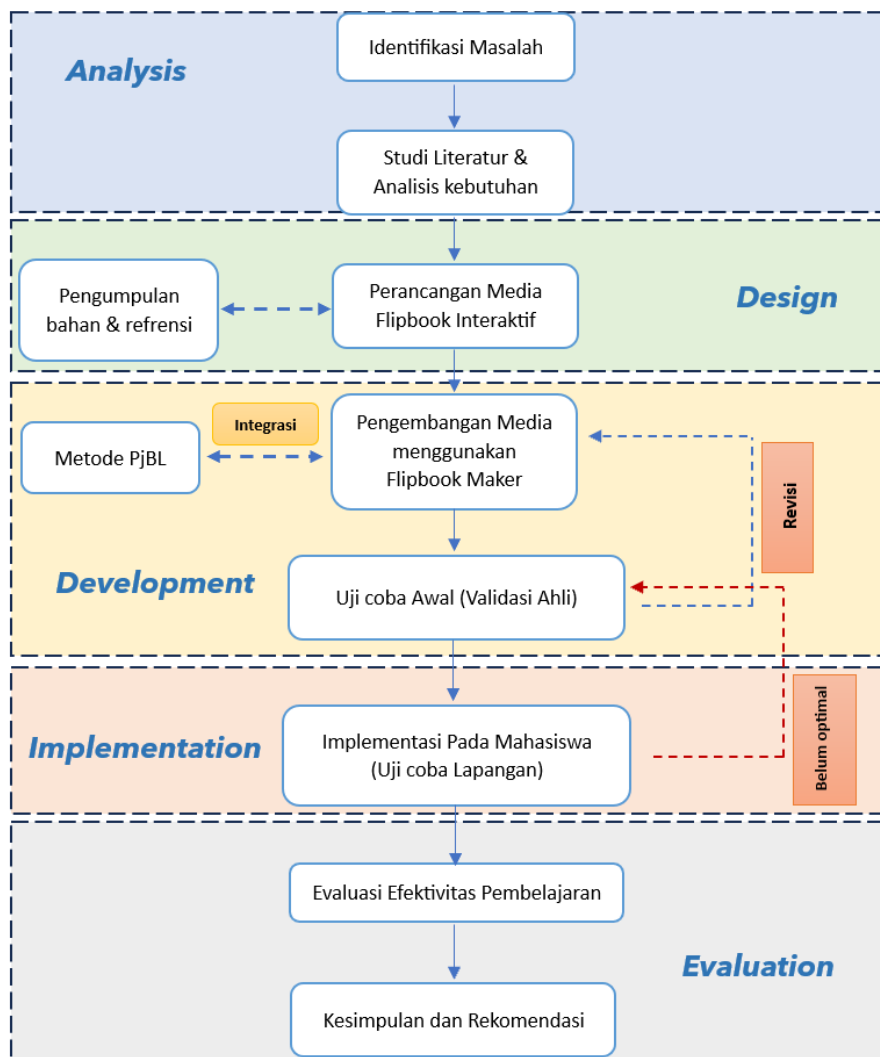 Identifikasi Masalah
Analysis
Studi Literatur &
Analisis kebutuhan
Pengumpulan
bahan & refrensi
Perancangan Media
Flipbook Interaktif
Design
Integrasi
Metode PjBL
Pengembangan Media
menggunakan
Flipbook Maker
Revisi
Development
Uji coba Awal (Validasi Ahli)
Implementation
Implementasi Pada Mahasiswa
(Uji coba Lapangan)
Belum optimal
Evaluasi Efektivitas Pembelajaran
Evaluation
Kesimpulan dan Rekomendasi